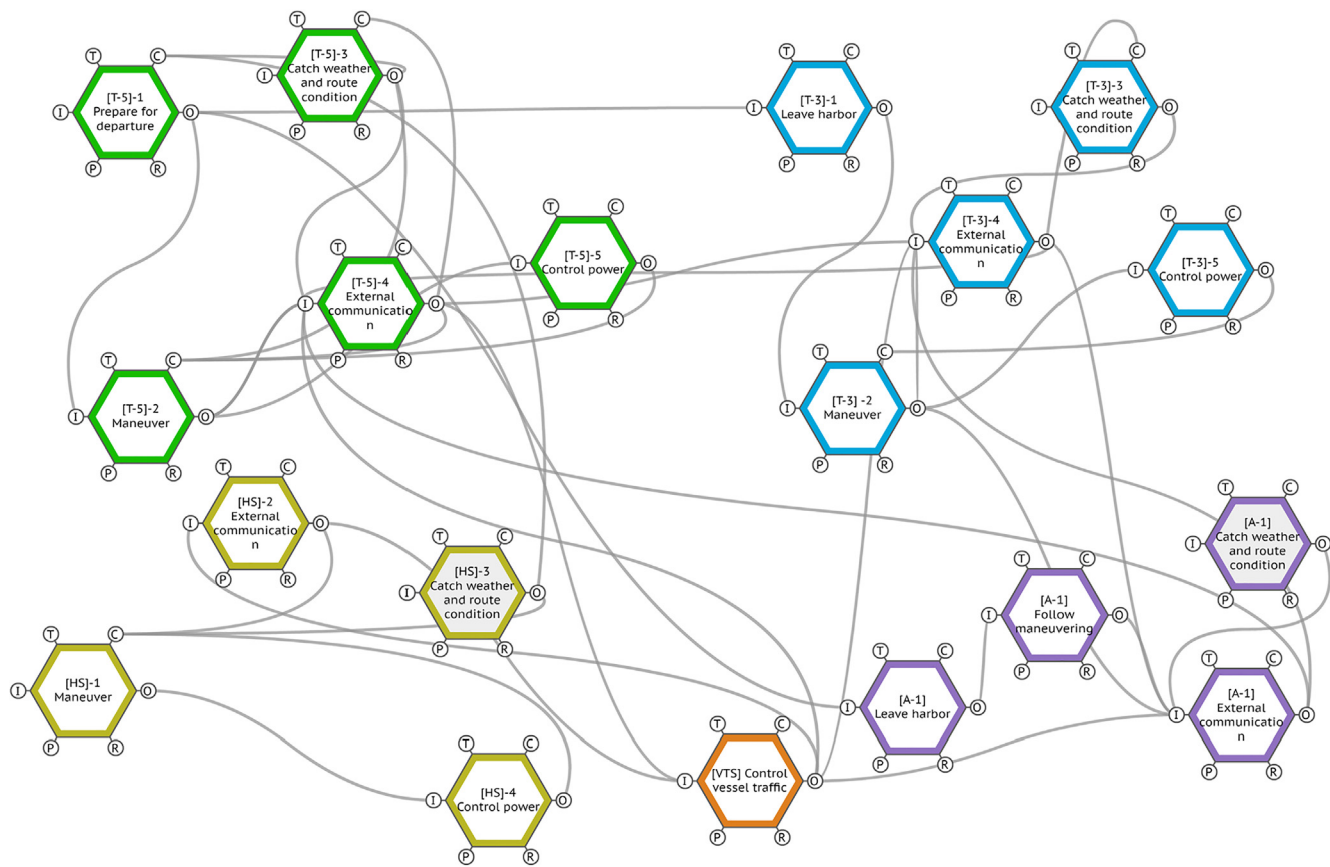 T
C
[T-5]-1
Prepare for
departure
I
O
P
R
T
C
[T-5]-3
Catch weather
and route
condition
I
O
P
R
T
C
[T-3]-1
Leave harbor
I
O
P
R
T
C
[T-3]-3
Catch weather
and route
condition
I
O
P
R
T
C
[T-5]-4
External
communicatio
n
I
O
P
R
T
C
[T-5]-5
Control power
I
O
P
R
T
C
[T-3]-4
External
communicatio
n
I
O
P
R
T
C
[T-3]-5
Control power
I
O
P
R
T
C
[T-5]-2
Maneuver
I
O
P
R
T
C
[T-3] -2
Maneuver
I
O
P
R
T
C
[HS]-2
External
communicatio
n
I
O
P
R
T
C
[HS]-3
Catch weather
and route
condition
I
O
P
R
T
C
[A-1]
Follow
maneuvering
I
O
P
R
T
C
[A-1]
Catch weather
and route
condition
I
O
P
R
T
C
[HS]-1
Maneuver
I
O
P
R
T
C
[A-1]
Leave harbor
I
O
P
R
T
C
[A-1]
External
communicatio
n
I
O
P
R
T
C
[HS]-4
Control power
I
O
P
R
T
C
[VTS] Control
vessel traffic
I
O
P
R